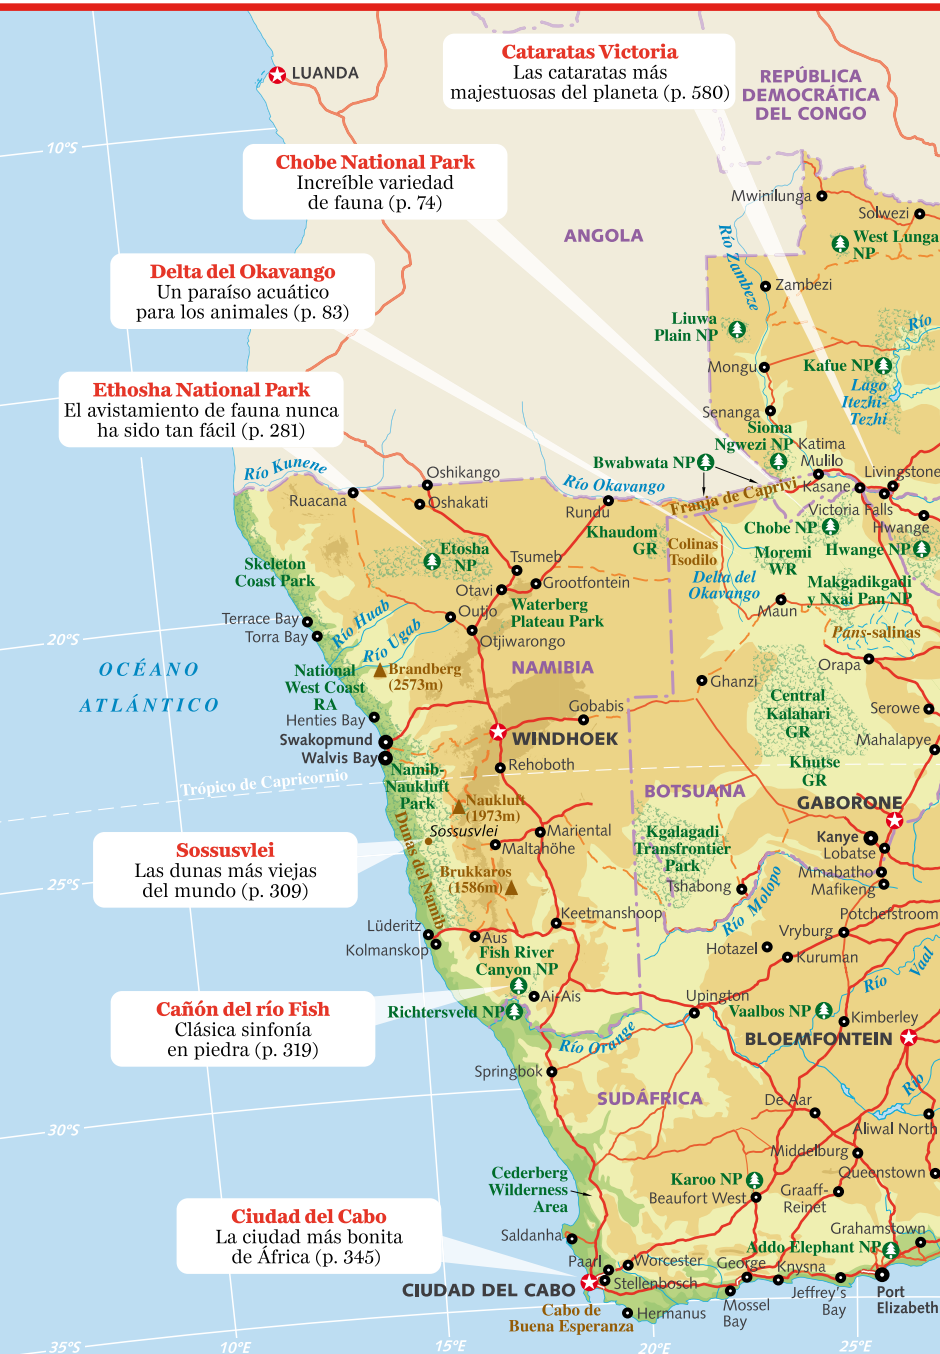 Cataratas Victoria
Las cataratas más
majestuosas del planeta (p. 580)
LUANDA
REPÚBLICA
DEMOCRÁTICA
DEL CONGO
10°S
Chobe National Park
Increíble variedad
de fauna (p. 74)
Mwinilunga
Solwezi
ANGOLA
West Lunga
NP
Río Zambeze
Delta del Okavango
Un paraíso acuático
para los animales (p. 83)
Zambezi
Liuwa
Plain NP
Río
Mongu
Kafue NP
Lago
Itezhi-
Tezhi
Ethosha National Park
El avistamiento de fauna nunca
ha sido tan fácil (p. 281)
Senanga
Sioma
Ngwezi NP
Katima
Mulilo
Bwabwata NP
Livingstone
Río Kunene
Oshikango
Río Okavango
Franja de Caprivi
Kasane
Ruacana
Oshakati
Rundu
Victoria Falls
Khaudom
GR
Chobe NP
Hwange
Colinas
Tsodilo
Etosha
NP
Tsumeb
Moremi
WR
Hwange NP
Skeleton
Coast Park
Grootfontein
Delta del
Okavango
Makgadikgadi
y Nxai Pan NP
Otavi
Waterberg
Plateau Park
Maun
Terrace Bay
Torra Bay
Río Huab
Río Ugab
Outjo
Otjiwarongo
Pans-salinas
20°S
OCÉANO
ATLÁNTICO
National
West Coast
RA
Brandberg
(2573m)
NAMIBIA
Orapa
Ghanzi
Central
Kalahari
GR
Henties Bay
Gobabis
Serowe
Swakopmund
Walvis Bay
WINDHOEK
Mahalapye
Rehoboth
Khutse
GR
Trópico de Capricornio
Namib-
Naukluft
Park
Naukluft
(1973m)
BOTSUANA
GABORONE
Dunas del Namib
Sossusvlei
Mariental
Maltahöhe
Kgalagadi
Transfrontier
Park
Kanye
Lobatse
Sossusvlei
Las dunas más viejas
del mundo (p. 309)
Brukkaros
(1586m)
Mmabatho
Mafikeng
25°S
Tshabong
Río Molopo
Keetmanshoop
Potchefstroom
Lüderitz
Kolmanskop
Aus
Vryburg
Hotazel
Kuruman
Fish River
Canyon NP
Río Vaal
Cañón del río Fish
Clásica sinfonía
en piedra (p. 319)
Ai-Ais
Upington
Richtersveld NP
Vaalbos NP
Kimberley
Río Orange
BLOEMFONTEIN
Springbok
SUDÁFRICA
Río
De Aar
Aliwal North
30°S
Middelburg
Cederberg
Wilderness
Area
Karoo NP
Queenstown
Beaufort West
Graaff-
Reinet
Ciudad del Cabo
La ciudad más bonita
de África (p. 345)
Saldanha
Grahamstown
Addo Elephant NP
Paarl
Worcester
George
Knysna
CIUDAD DEL CABO
Stellenbosch
Jeffrey's
Bay
Port
Elizabeth
Cabo de
Buena Esperanza
Hermanus
Mossel
Bay
35°S
10°E
15°E
20°E
25°E